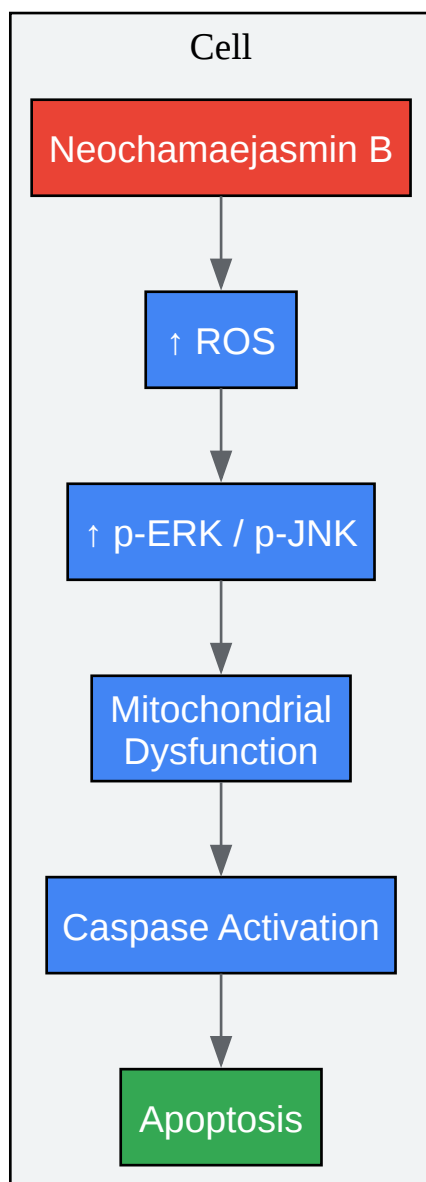 Cell
Neochamaejasmin B
↑ ROS
↑ p-ERK / p-JNK
Mitochondrial
Dysfunction
Caspase Activation
Apoptosis